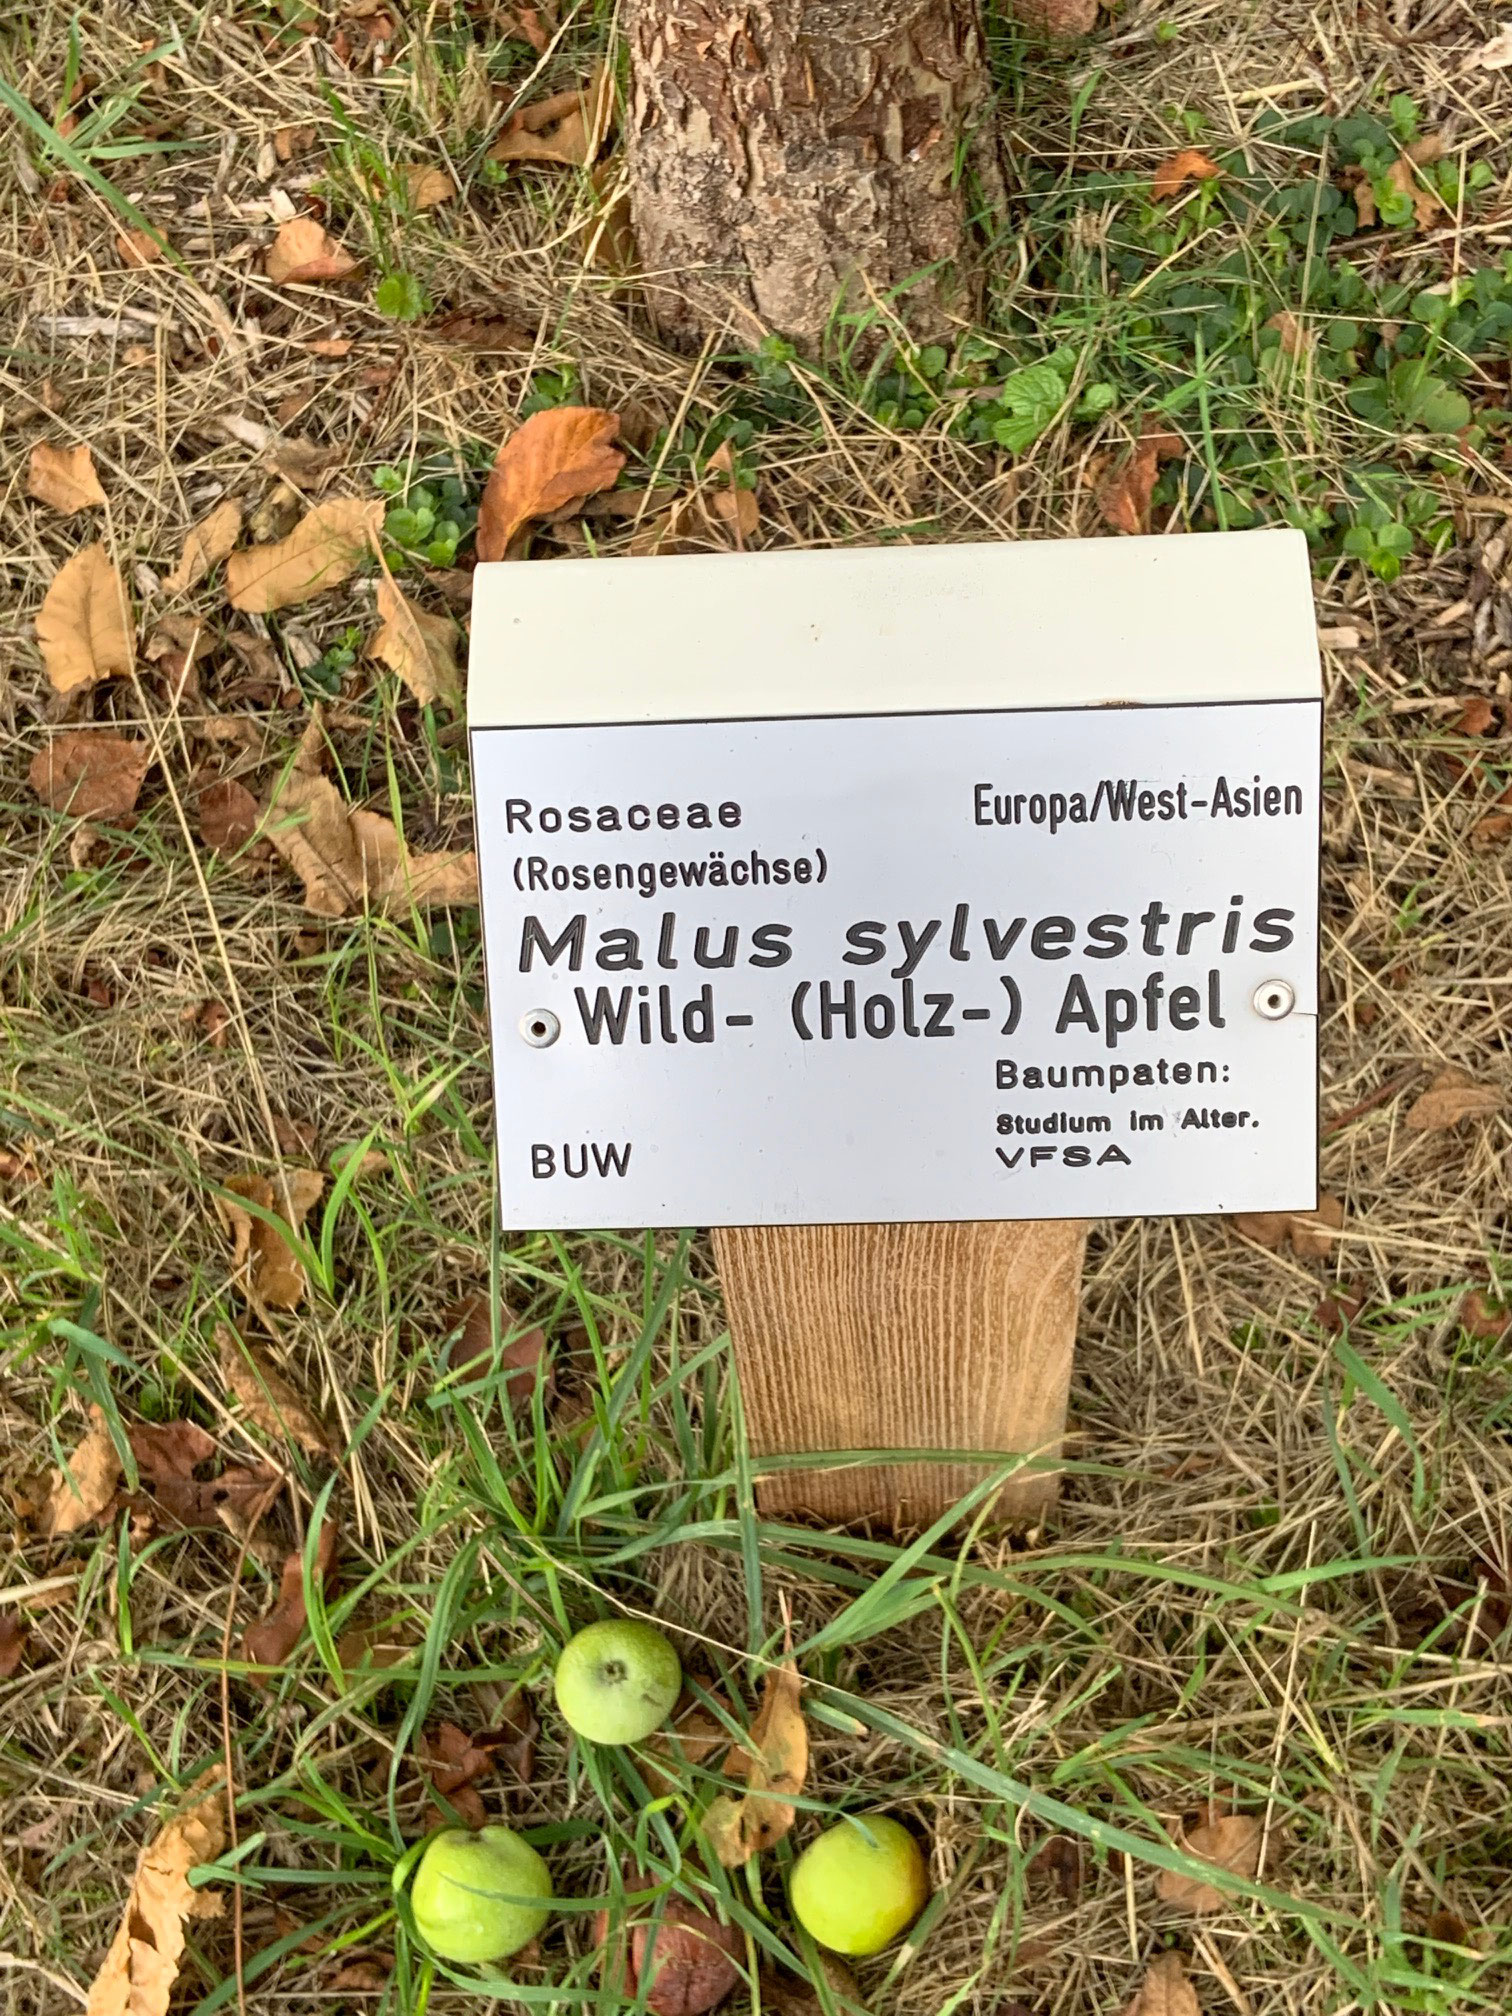 Rosaceae
Europa/West-Asien
(Rosengewächse)
Malus sylvestris
Wild- (Holz-) Apfel
Baumpaten:
Studium im Alter.
VFSA
BUW